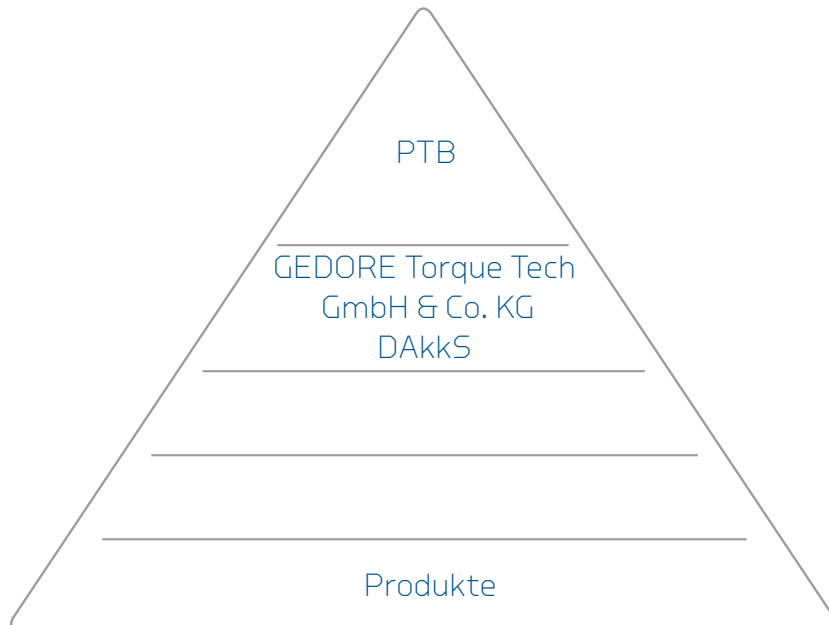 PTB
GEDORE Torque Tech
GmbH & Co. KG
DAkkS
Produkte